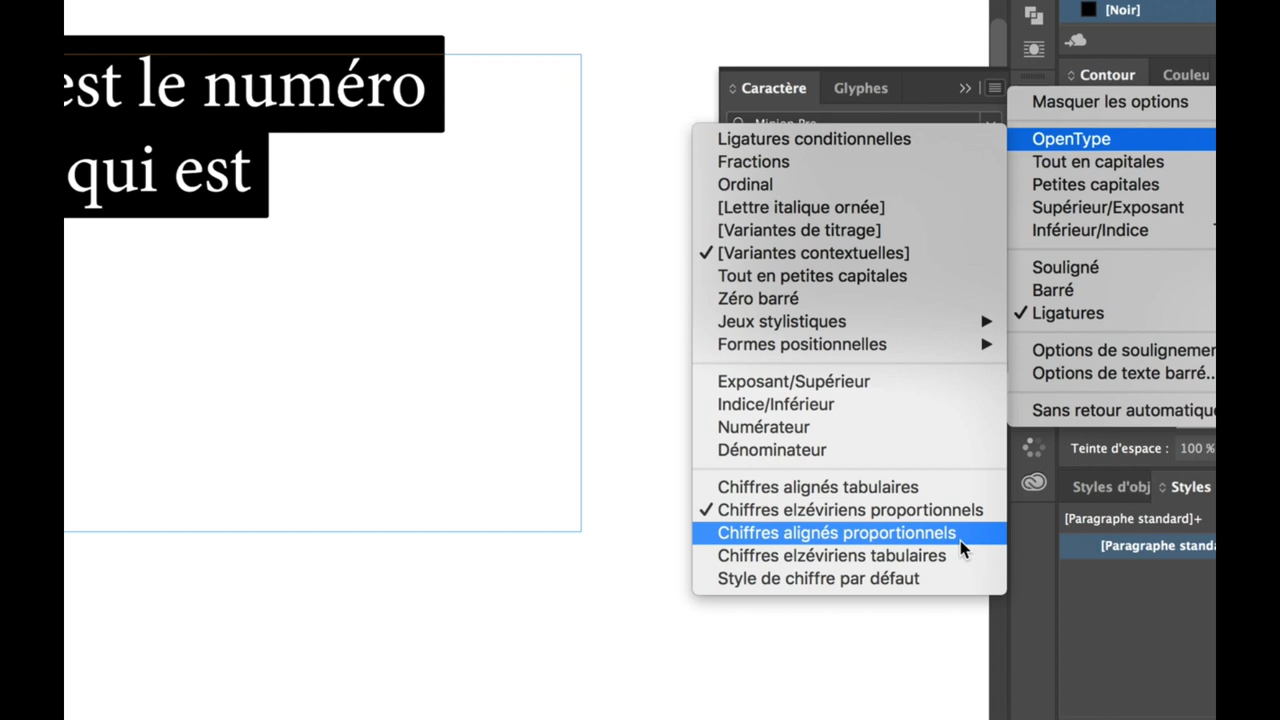 est le numéro
qui est
[Noir]
Contour Couleu
Caractère Glyphes
Minion Pro
Masquer les options
OpenType
Tout en capitales
Petites capitales
Supérieur/Exposant
Inférieur/Indice
Souligné
Barré
✓ Ligatures
Options de soulignemen
Options de texte barré..
Sans retour automatique
Ligatures conditionnelles
Fractions
Ordinal
[Lettre italique ornée]
[Variantes de titrage]
✓ [Variantes contextuelles]
Tout en petites capitales
Zéro barré
Jeux stylistiques
Formes positionnelles
Exposant/Supérieur
Indice/Inférieur
Numérateur
Dénominateur
Chiffres alignés tabulaires
✓ Chiffres elzéviriens proportionnels
Chiffres alignés proportionnels
Chiffres elzéviriens tabulaires
Style de chiffre par défaut
Teinte d'espace : 100 %
Styles d'obj Styles
[Paragraphe standard]+
[Paragraphe standa